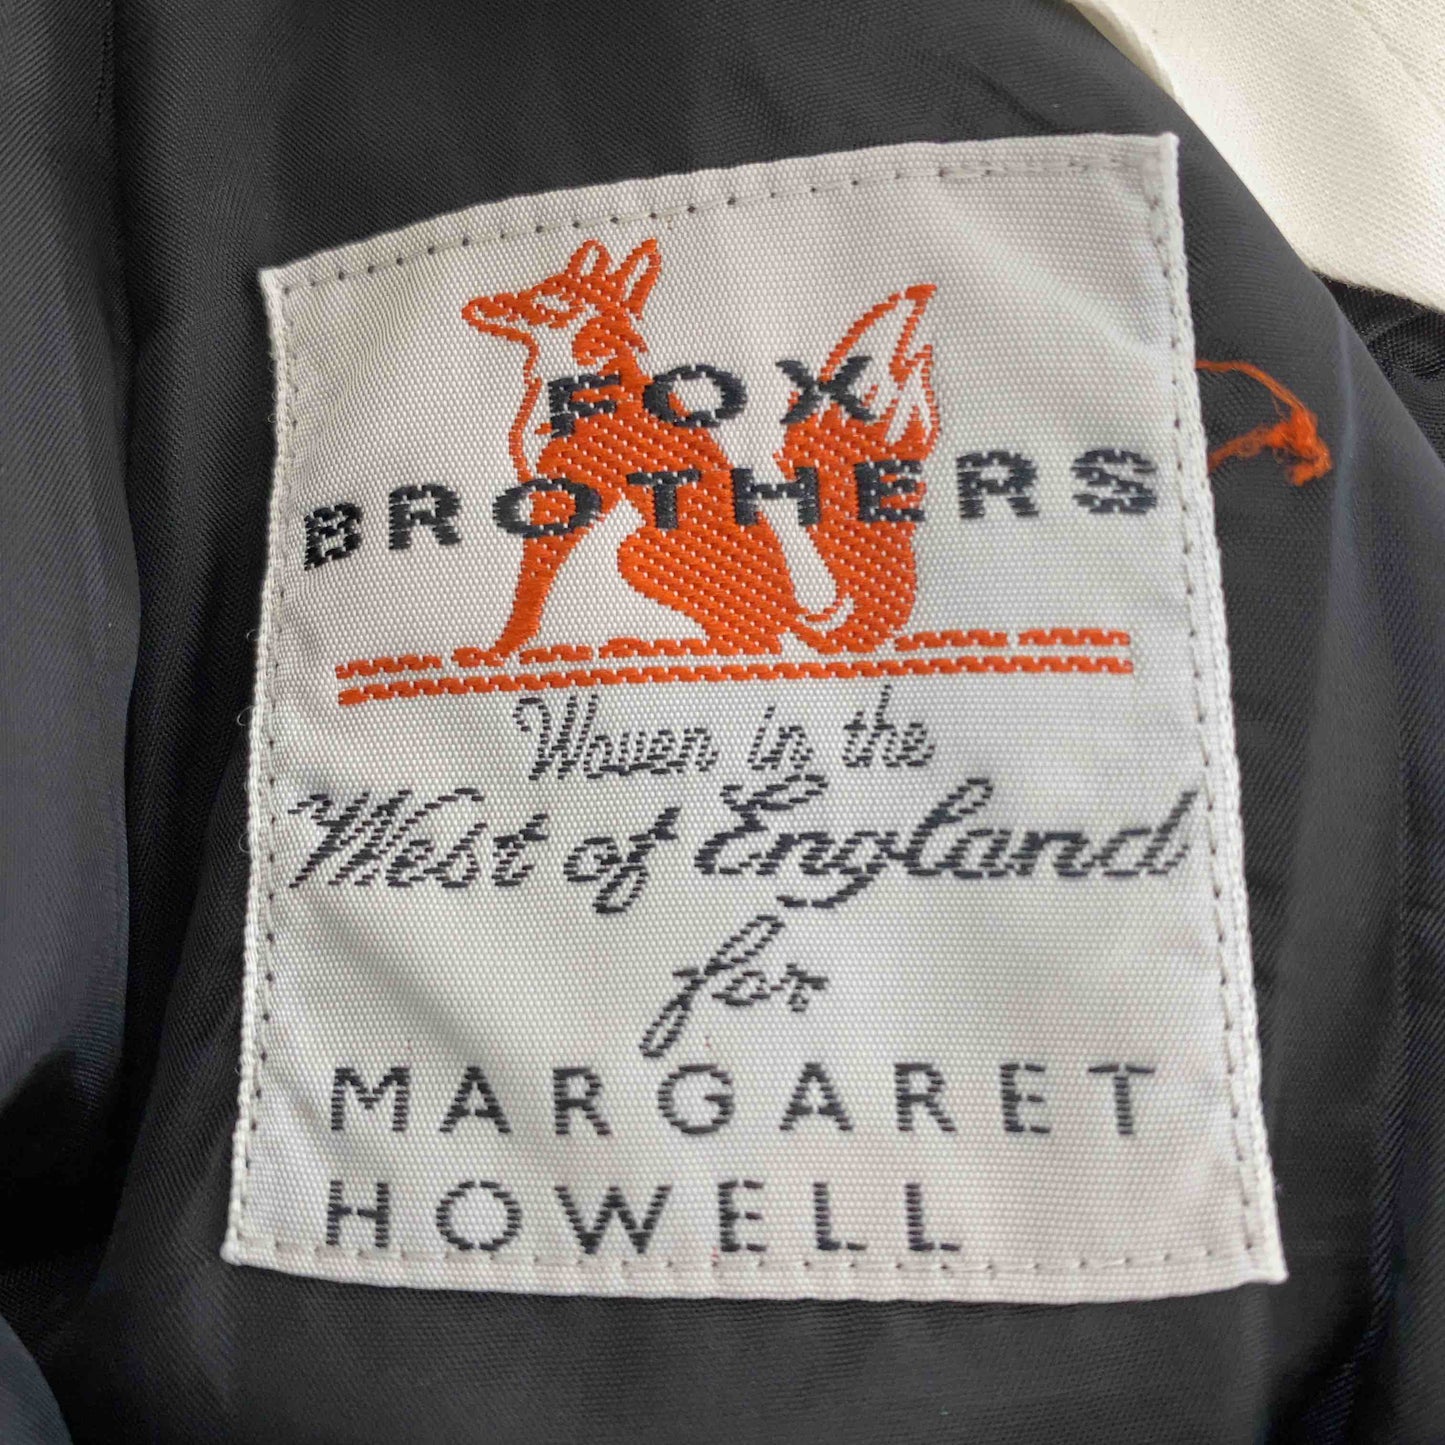 FOX
BROTHERS
Woven in the
West of England
for
MARGARET
HOWELL